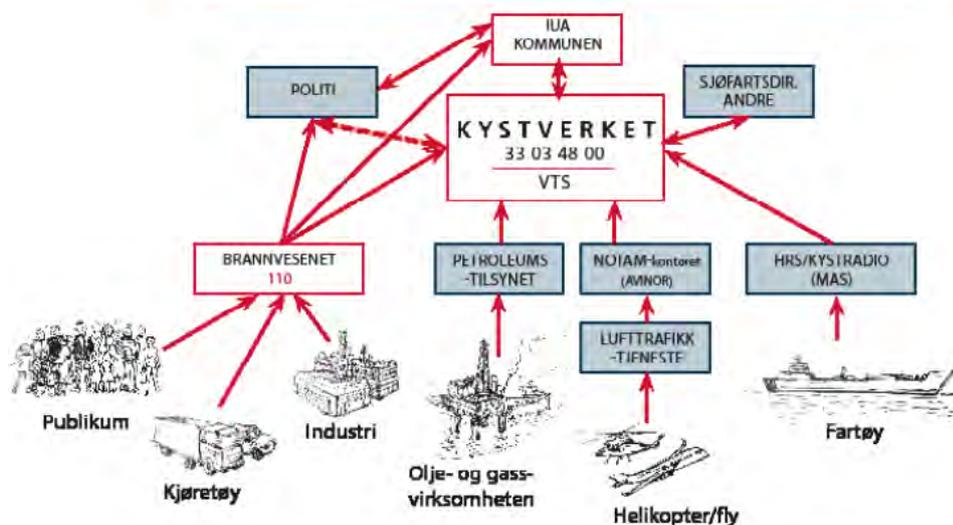 IUA
KOMMUNEN
POLITI
SJØFARTSDIR.
ANDRE
KYSTVERKET
33 03 48 00
VTS
BRANNVESENET
110
PETROLEUMS
-TILSYNET
NOTAM-kontoret
(AVINOR)
HRS/KYSTRADIO
(MAS)
LUFTTRAFIKK
-TJENESTE
Publikum
Kjøretøy
Industri
Olje- og gass-
virksomheten
Helikopter/fly
Fartøy